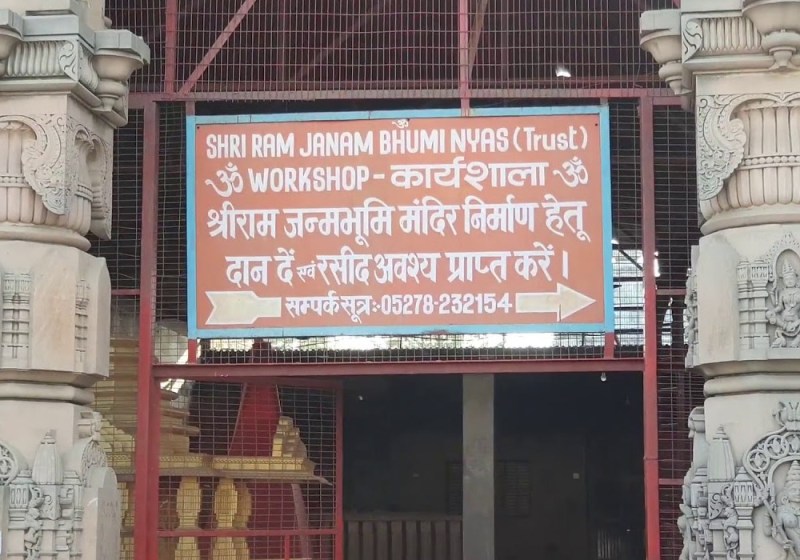 ॐ
SHRI RAM JANAM BHUMI NYAS (Trust)
ॐ WORKSHOP - कार्यशाला ॐ
श्रीराम जन्मभूमि मंदिर निर्माण हेतू
दान दें एवं रसीद अवश्य प्राप्त करें।
सम्पर्क सूत्र:-05278-232154